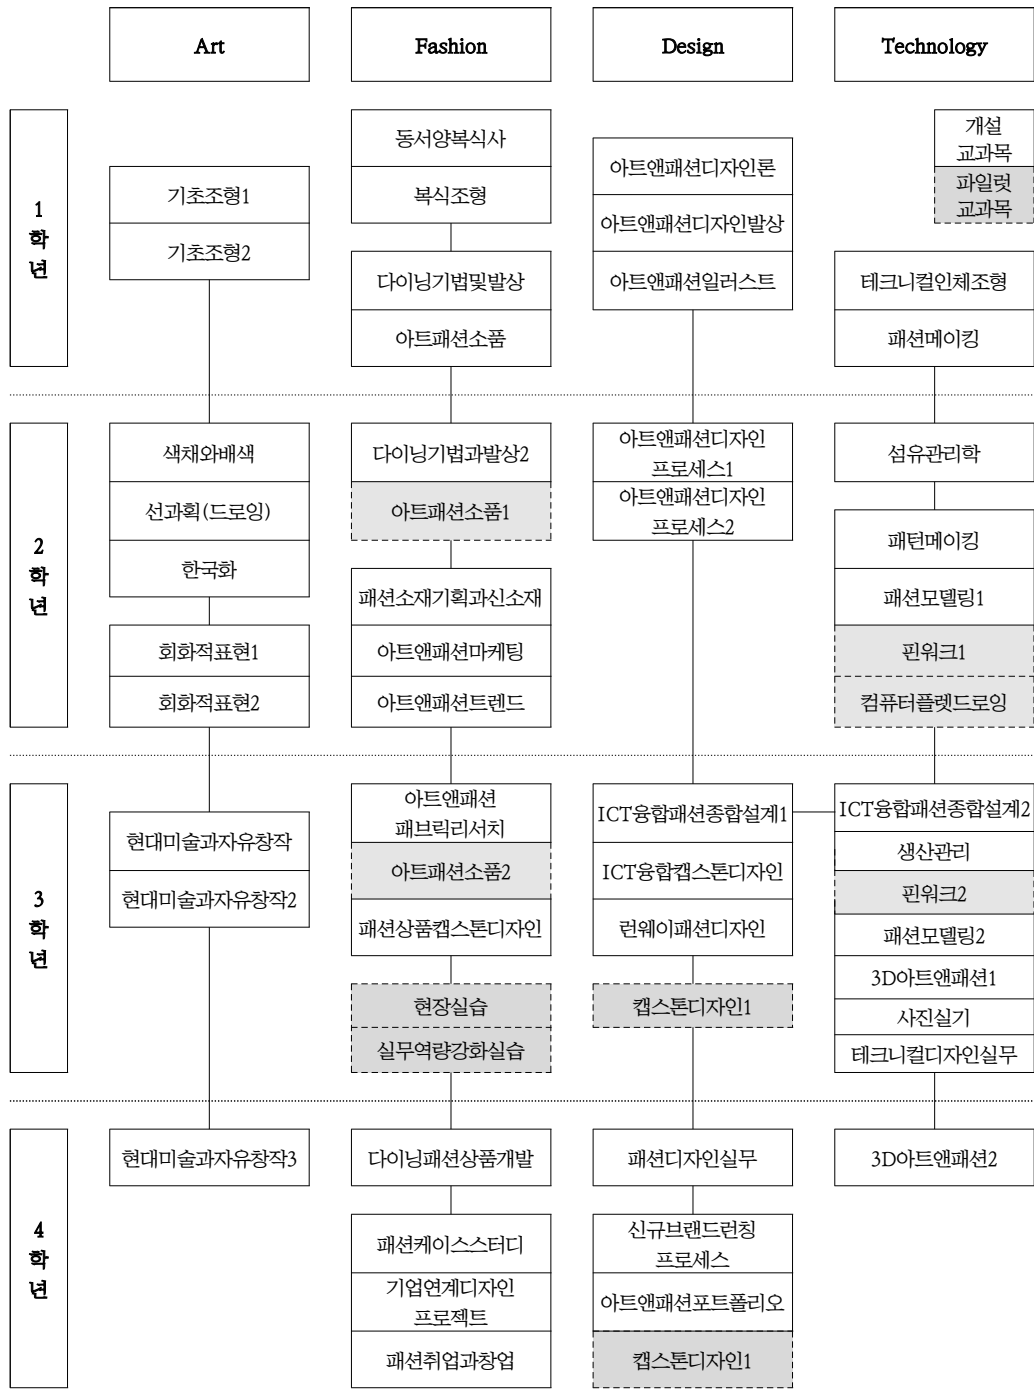 Art
Fashion
Design
Technology
1
학
년
기초조형1
기초조형2
동서양복식사
복식조형
다이닝기법및발상
아트패션소품
아트앤패션디자인론
아트앤패션디자인발상
아트앤패션일러스트
개설
교과목
파일럿
교과목
테크니컬인체조형
패션메이킹
2
학
년
색채와배색
선과획(드로잉)
한국화
회화적표현1
회화적표현2
다이닝기법과발상2
아트패션소품1
패션소재기획과신소재
아트앤패션마케팅
아트앤패션트렌드
아트앤패션디자인
프로세스1
아트앤패션디자인
프로세스2
섬유관리학
패턴메이킹
패션모델링1
핀워크1
컴퓨터플렛드로잉
3
학
년
현대미술과자유창작
현대미술과자유창작2
아트앤패션
패브릭리서치
아트패션소품2
패션상품캡스톤디자인
현장실습
실무역량강화실습
ICT융합패션종합설계1
ICT융합캡스톤디자인
런웨이패션디자인
캡스톤디자인1
ICT융합패션종합설계2
생산관리
핀워크2
패션모델링2
3D아트앤패션1
사진실기
테크니컬디자인실무
4
학
년
현대미술과자유창작3
다이닝패션상품개발
패션케이스스터디
기업연계디자인
프로젝트
패션취업과창업
패션디자인실무
신규브랜드런칭
프로세스
아트앤패션포트폴리오
캡스톤디자인1
3D아트앤패션2